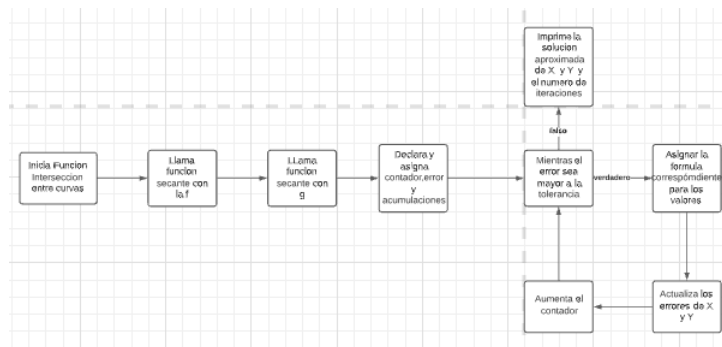 Imprime la
solucion
aproximada
de X y Y y
el numero de
iteraciones
falso
Inicia Funcion
Interseccion
entre curvas
Llama
funcion
secante con
la f
LLama
funcion
secante con
g
Declara y
asigna
contador,error
y
acumulaciones
Mientras el
error sea
mayor a la
tolerancia
verdadero
Asignar la
formula
correspómdiente
para los
valores
Aumenta el
contador
Actualiza los
errores de X
y Y